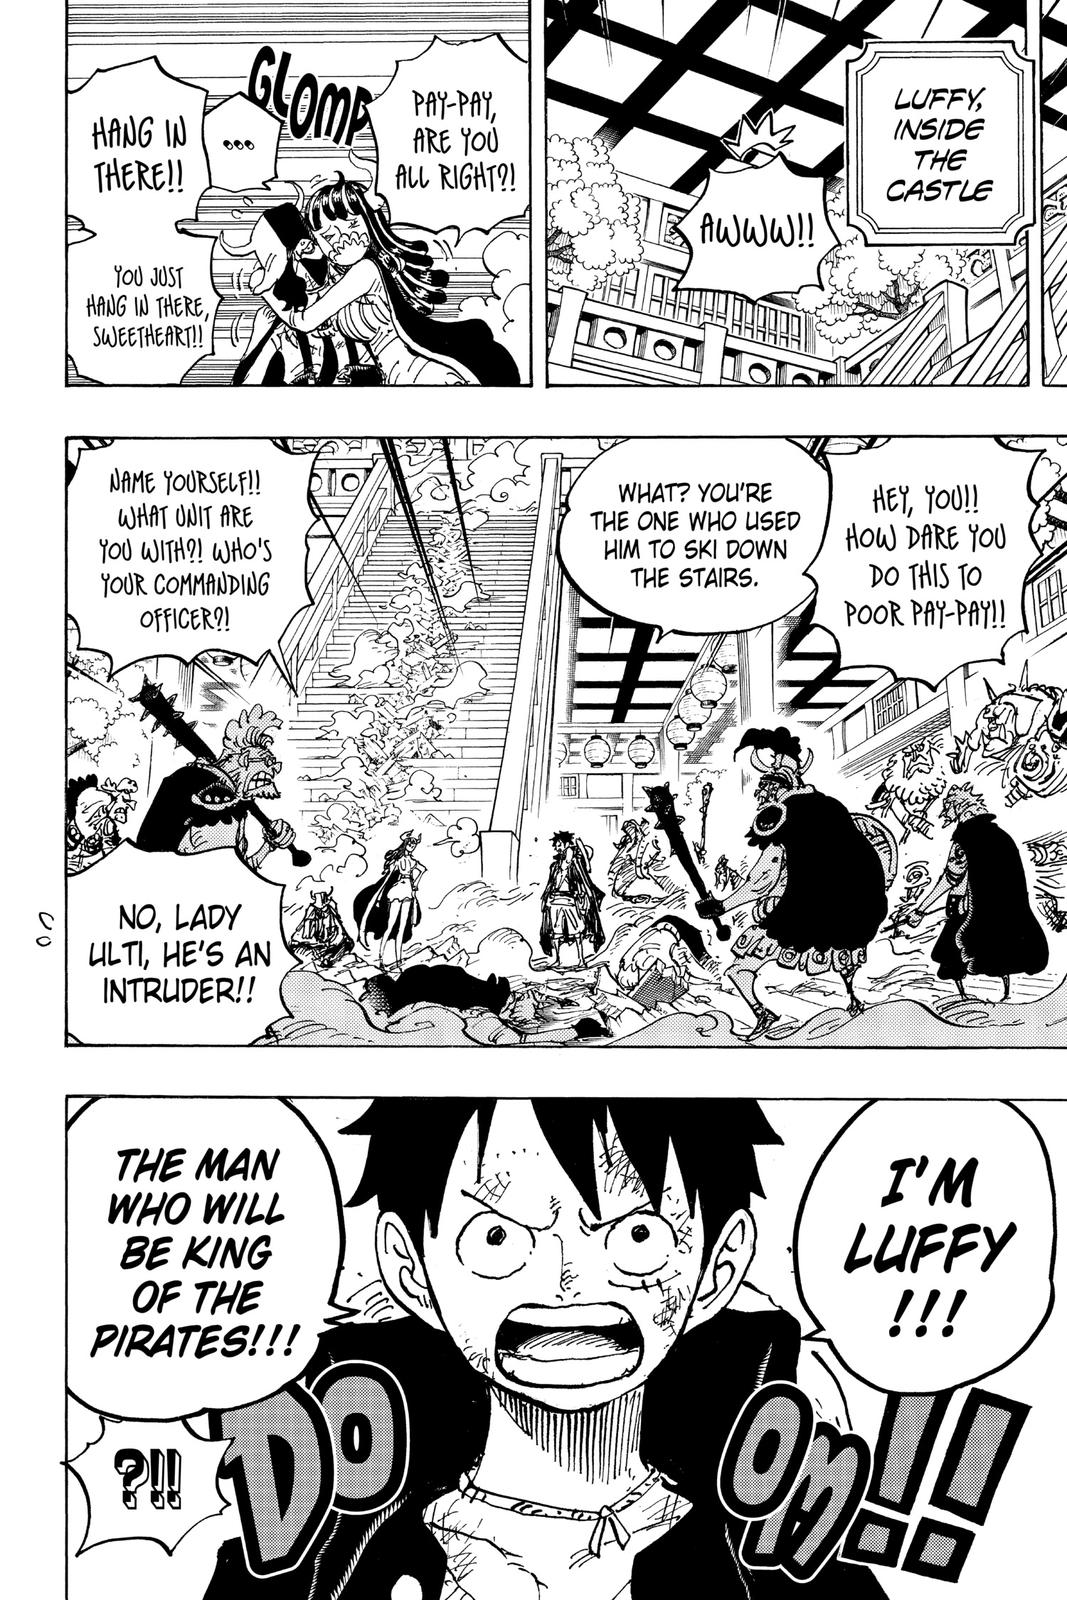 LUFFY,
INSIDE
THE
CASTLE
AWWW!!
PAY-PAY,
ARE YOU
ALL RIGHT?!
GLOMP
...
HANG IN
THERE!!
YOU JUST
HANG IN THERE,
SWEETHEART!!
HEY, YOU!!
HOW DARE YOU
DO THIS TO
POOR PAY-PAY!!
WHAT? YOU'RE
THE ONE WHO USED
HIM TO SKI DOWN
THE STAIRS.
NAME YOURSELF!!
WHAT UNIT ARE
YOU WITH?! WHO'S
YOUR COMMANDING
OFFICER?!
NO, LADY
ULTI, HE'S AN
INTRUDER!!
I'M
LUFFY
!!!
THE MAN
WHO WILL
BE KING
OF THE
PIRATES!!!
DOOM!!
?!!